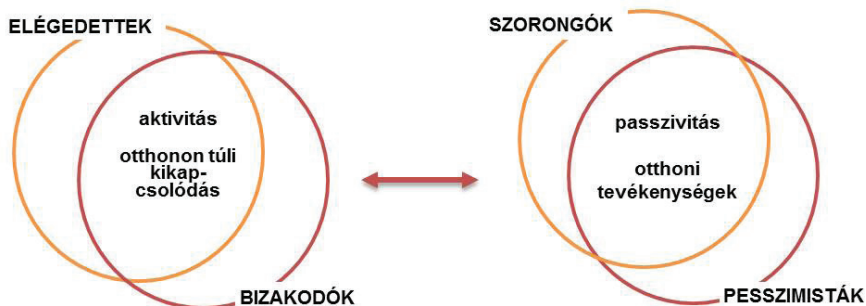 ELÉGEDETTEK
aktivitás
otthonon túli
kikap-
csolódás
BIZAKODÓK
SZORONGÓK
passzivitás
otthoni
tevékenységek
PESSZIMISTÁK